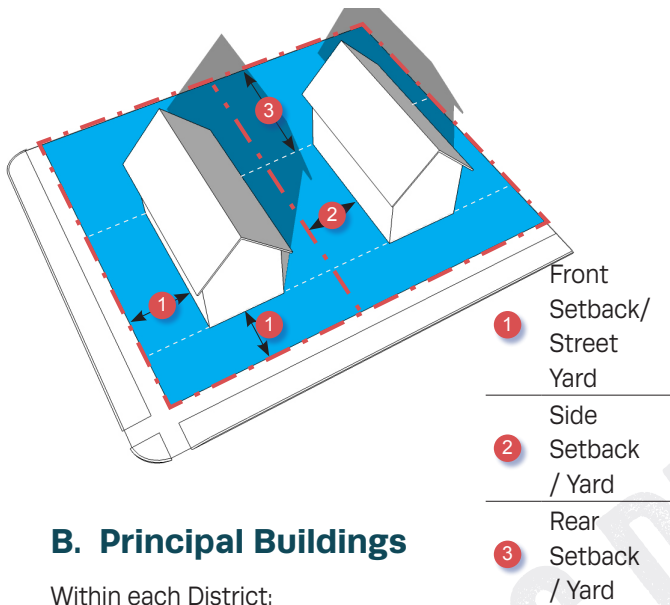 3
2
1
1
1
Front
Setback/
Street
Yard
2
Side
Setback
/ Yard
3
Rear
Setback
/ Yard
B. Principal Buildings
Within each District: